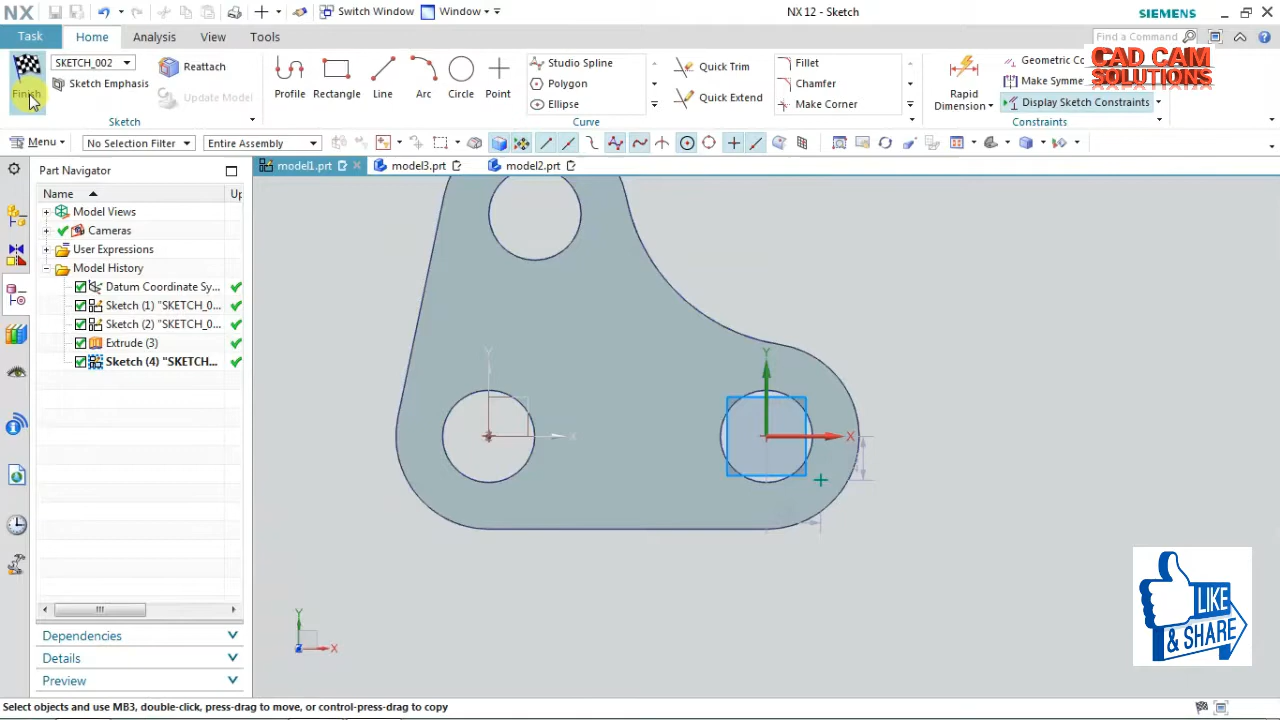 NX
Switch Window
Window
NX 12 - Sketch
SIEMENS
Task
Home
Analysis
View
Tools
Find a Command
Finish
SKETCH_002
Sketch Emphasis
Reattach
Update Model
Sketch
Profile
Rectangle
Line
Arc
Circle
Point
Studio Spline
Polygon
Ellipse
Quick Trim
Quick Extend
Fillet
Chamfer
Make Corner
Curve
Rapid
Dimension
Geometric Co
Make Symme
Display Sketch Constraints
Constraints
CAD CAM
SOLUTIONS
Menu
No Selection Filter
Entire Assembly
Part Navigator
model1.prt
model3.prt
model2.prt
Name
Up
Model Views
Cameras
User Expressions
Model History
Datum Coordinate Sy...
Sketch (1) "SKETCH_0...
Sketch (2) "SKETCH_0...
Extrude (3)
Sketch (4) "SKETCH...
Y
X
Y
X
Y
X
Z
LIKE
& SHARE
Dependencies
Details
Preview
Select objects and use MB3, double-click, press-drag to move, or control-press-drag to copy